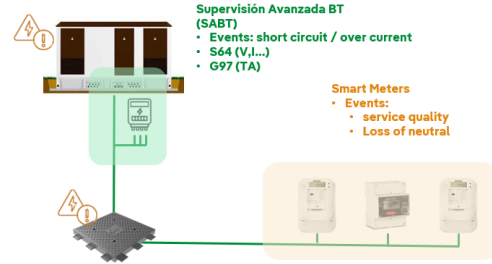 Supervisión Avanzada BT
(SABT)
• Events: short circuit / over current
• S64 (V,I...)
• G97 (TA)
Smart Meters
• Events:
• service quality
• Loss of neutral